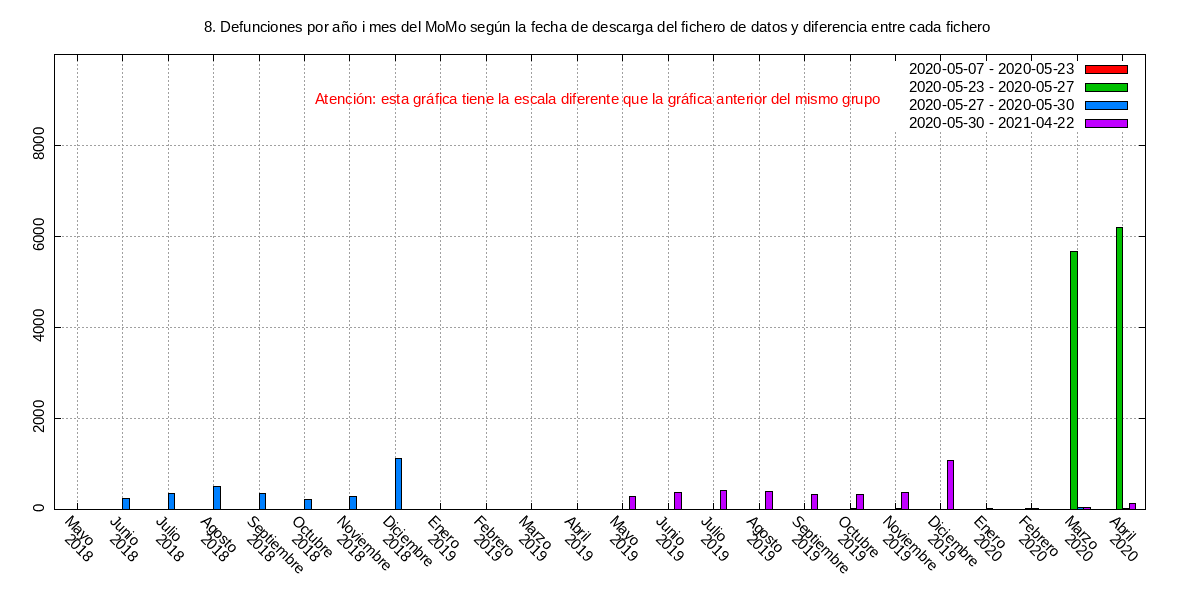 8. Defunciones por año i mes del MoMo según la fecha de descarga del fichero de datos y diferencia entre cada fichero
2020-05-07 - 2020-05-23
Atención: esta gráfica tiene la escala diferente que la gráfica anterior del mismo grupo
2020-05-23 - 2020-05-27
2020-05-27 - 2020-05-30
2020-05-30 - 2021-04-22
8000
6000
4000
2000
0
Mayo
2018
Junio
2018
Julio
2018
Agosto
2018
Septiembre
2018
Octubre
2018
Noviembre
2018
Diciembre
2018
Enero
2019
Febrero
2019
Marzo
2019
Abril
2019
Mayo
2019
Junio
2019
Julio
2019
Agosto
2019
Septiembre
2019
Octubre
2019
Noviembre
2019
Diciembre
2019
Enero
2020
Febrero
2020
Marzo
2020
Abril
2020